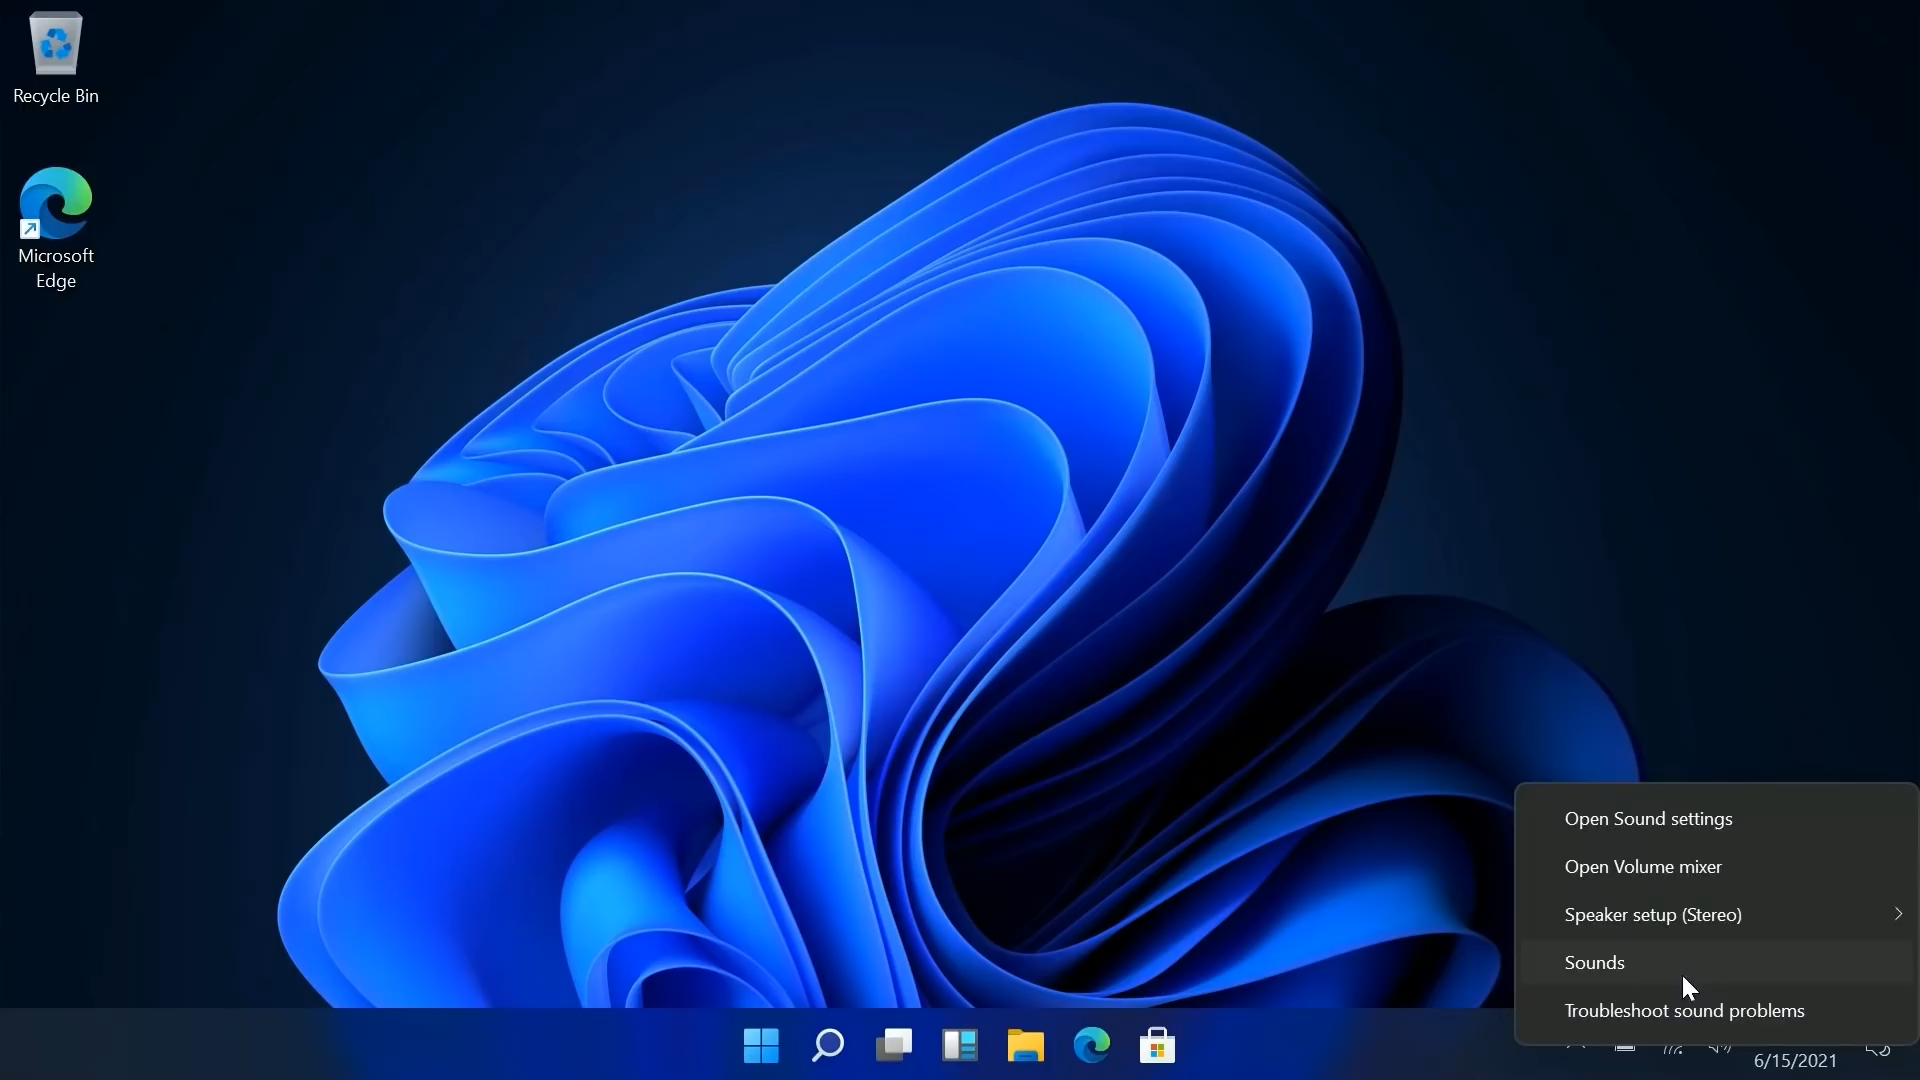 Recycle Bin
Microsoft
Edge
Open Sound settings
Open Volume mixer
Speaker setup (Stereo)
Sounds
Troubleshoot sound problems
6/15/2021